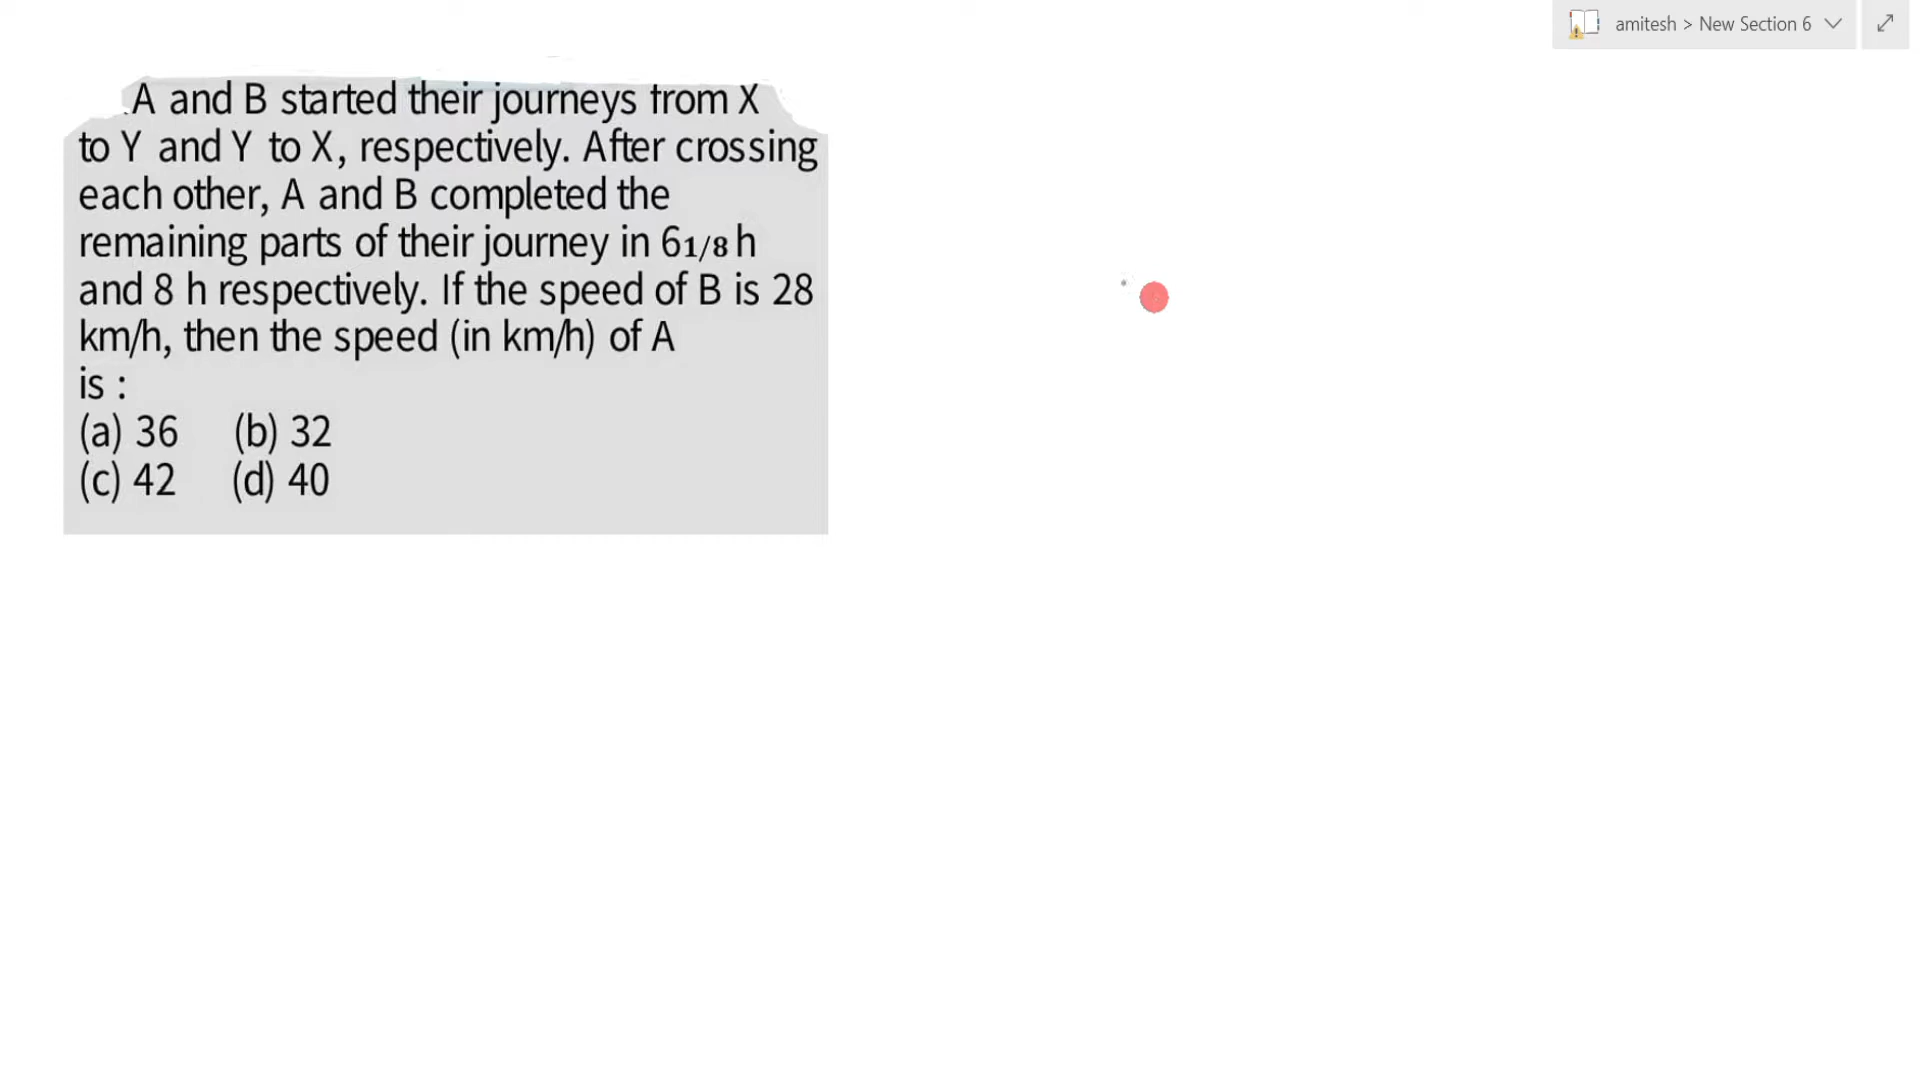 amitesh > New Section 6
A and B started their journeys from X
to Y and Y to X, respectively. After crossing
each other, A and B completed the
remaining parts of their journey in 61/8 h
and 8 h respectively. If the speed of B is 28
km/h, then the speed (in km/h) of A
is :
(a) 36 (b) 32
(c) 42 (d) 40